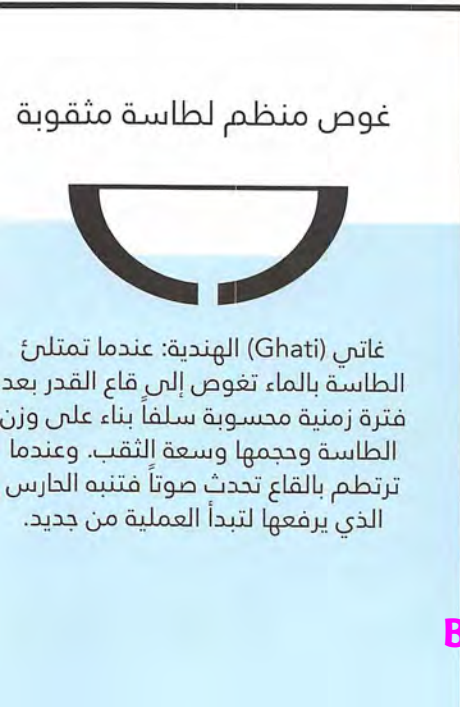 غوص منظم لطاسة مثقوبة
غاتي (Ghati) الهندية: عندما تمتلئ
الطاسة بالماء تغوص إلى قاع القدر بعد
فترة زمنية محسوبة سلفاً بناء على وزن
الطاسة وحجمها وسعة الثقب. وعندما
ترتطم بالقاع تحدث صوتاً فتنبه الحارس
الذي يرفعها لتبدأ العملية من جديد.
B